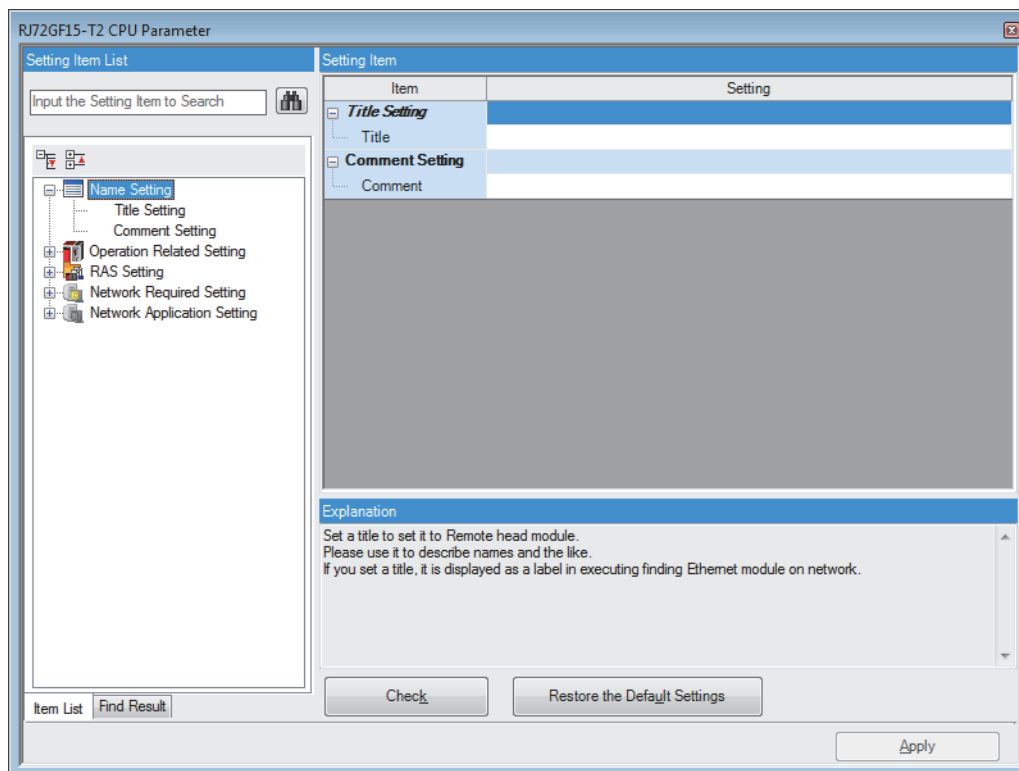 RJ72GF15-T2 CPU Parameter
Setting Item List
Input the Setting Item to Search
Name Setting
Title Setting
Comment Setting
Operation Related Setting
RAS Setting
Network Required Setting
Network Application Setting
Item List
Find Result
Setting Item
Item
Setting
Title Setting
Title
Comment Setting
Comment
Explanation
Set a title to set it to Remote head module.
Please use it to describe names and the like.
If you set a title, it is displayed as a label in executing finding Ethernet module on network.
Check
Restore the Default Settings
Apply